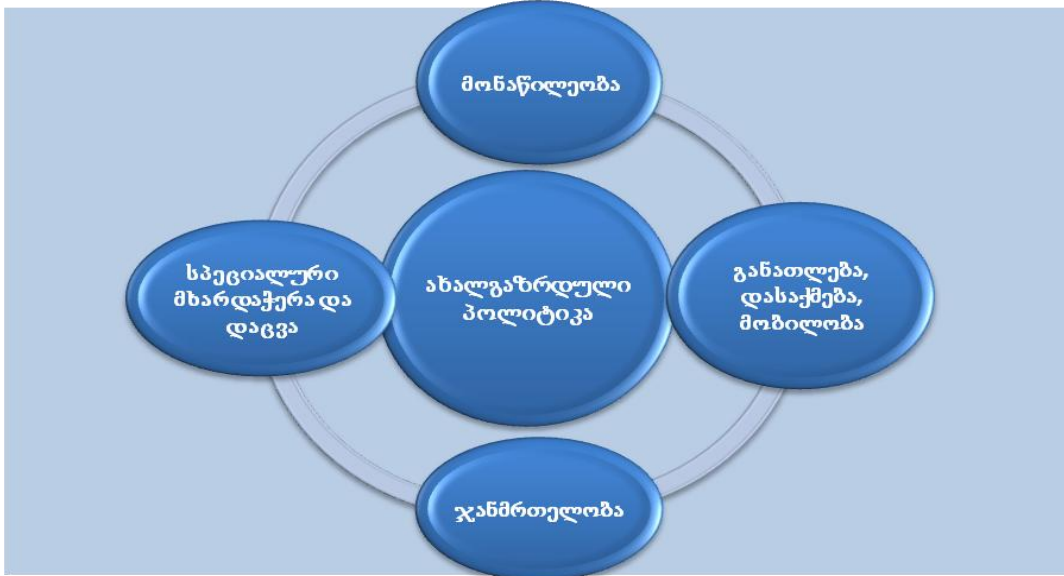 მონაწილეობა
სპეციალური
მხარდაჭერა და
დაცვა
ახალგაზრდული
პოლიტიკა
განათლება,
დასაქმება,
მობილობა
ჯანმრთელობა